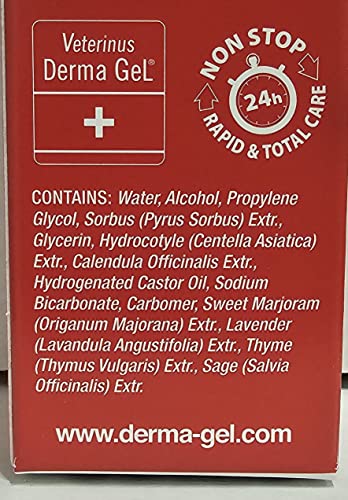 Veterinus
Derma GeL®
NON STOP
24h
RAPID & TOTAL CARE
CONTAINS: Water, Alcohol, Propylene
Glycol, Sorbus (Pyrus Sorbus) Extr.,
Glycerin, Hydrocotyle (Centella Asiatica)
Extr., Calendula Officinalis Extr.,
Hydrogenated Castor Oil, Sodium
Bicarbonate, Carbomer, Sweet Marjoram
(Origanum Majorana) Extr., Lavender
(Lavandula Angustifolia) Extr., Thyme
(Thymus Vulgaris) Extr., Sage (Salvia
Officinalis) Extr.
www.derma-gel.com